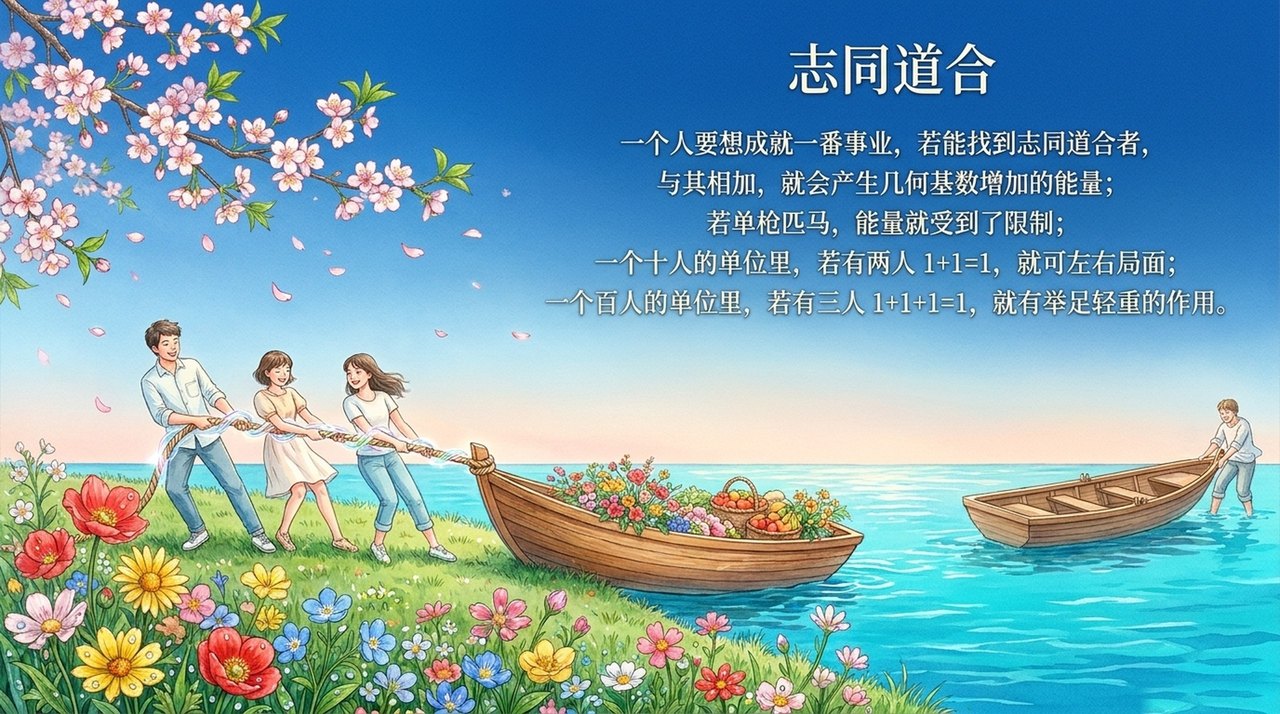 志同道合
一个人要想成就一番事业，若能找到志同道合者，
与其相加，就会产生几何基数增加的能量；
若单枪匹马，能量就受到了限制；
一个十人的单位里，若有两人 1+1=1，就可左右局面；
一个百人的单位里，若有三人 1+1+1=1，就有举足轻重的作用。